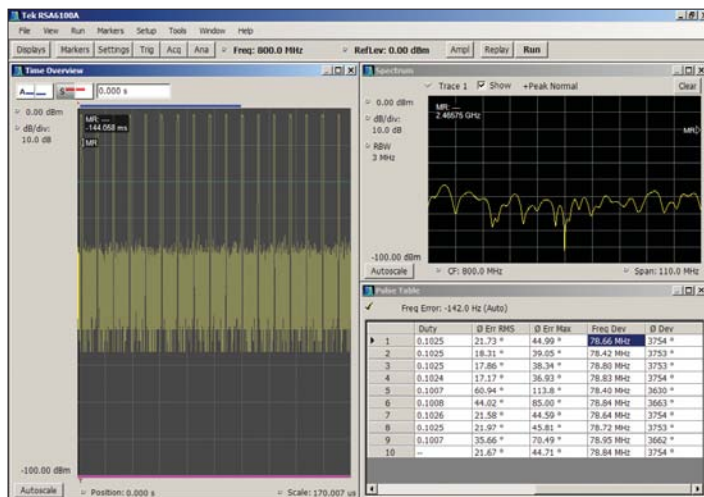 Tek RSA6100A
File View Run Markers Setup Tools Window Help
Displays Markers Settings Trig Acq Ana Freq: 800.0 MHz RefLev: 0.00 dBm Ampl Replay Run
Time Overview
0.000 s
0.00 dBm
dB/div:
10.0 dB
MR: ---
-144.058 ms
MR
-100.00 dBm
Autoscale Position: 0.000 s Scale: 170.007 us
Spectrum
Trace 1 Show +Peak Normal Clear
0.00 dBm
dB/div:
10.0 dB
RBW
3 MHz
MR: ---
2.46575 GHz
MR
-100.00 dBm
Autoscale CF: 800.0 MHz Span: 110.0 MHz
Pulse Table
Freq Error: -142.0 Hz (Auto)
Duty Ø Err RMS Ø Err Max Freq Dev Ø Dev
1 0.1025 21.73 ° 44.99 ° 78.66 MHz 3754 °
2 0.1025 18.31 ° 39.05 ° 78.42 MHz 3753 °
3 0.1025 17.86 ° 38.34 ° 78.80 MHz 3753 °
4 0.1024 17.17 ° 36.93 ° 78.83 MHz 3754 °
5 0.1007 60.94 ° 113.8 ° 78.40 MHz 3630 °
6 0.1008 44.02 ° 85.00 ° 78.84 MHz 3663 °
7 0.1026 21.58 ° 44.59 ° 78.64 MHz 3754 °
8 0.1025 21.97 ° 45.81 ° 78.72 MHz 3753 °
9 0.1007 35.66 ° 70.49 ° 78.95 MHz 3662 °
10 -- 21.67 ° 44.71 ° 78.84 MHz 3754 °